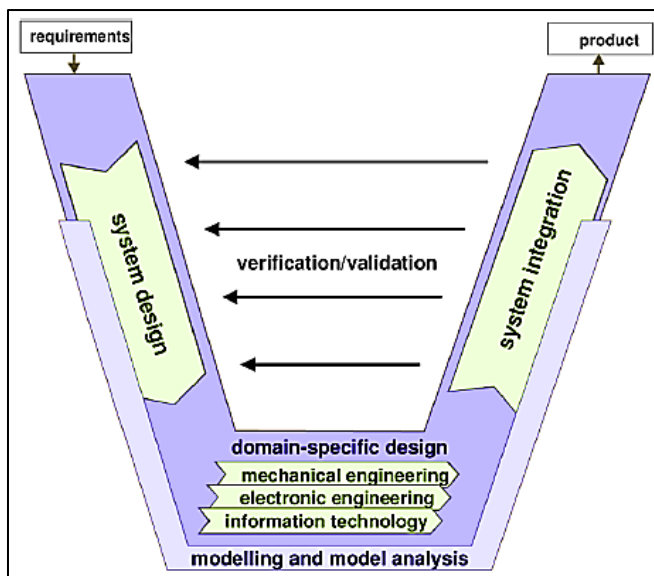 requirements
product
system design
system integration
verification/validation
domain-specific design
mechanical engineering
electronic engineering
information technology
modelling and model analysis